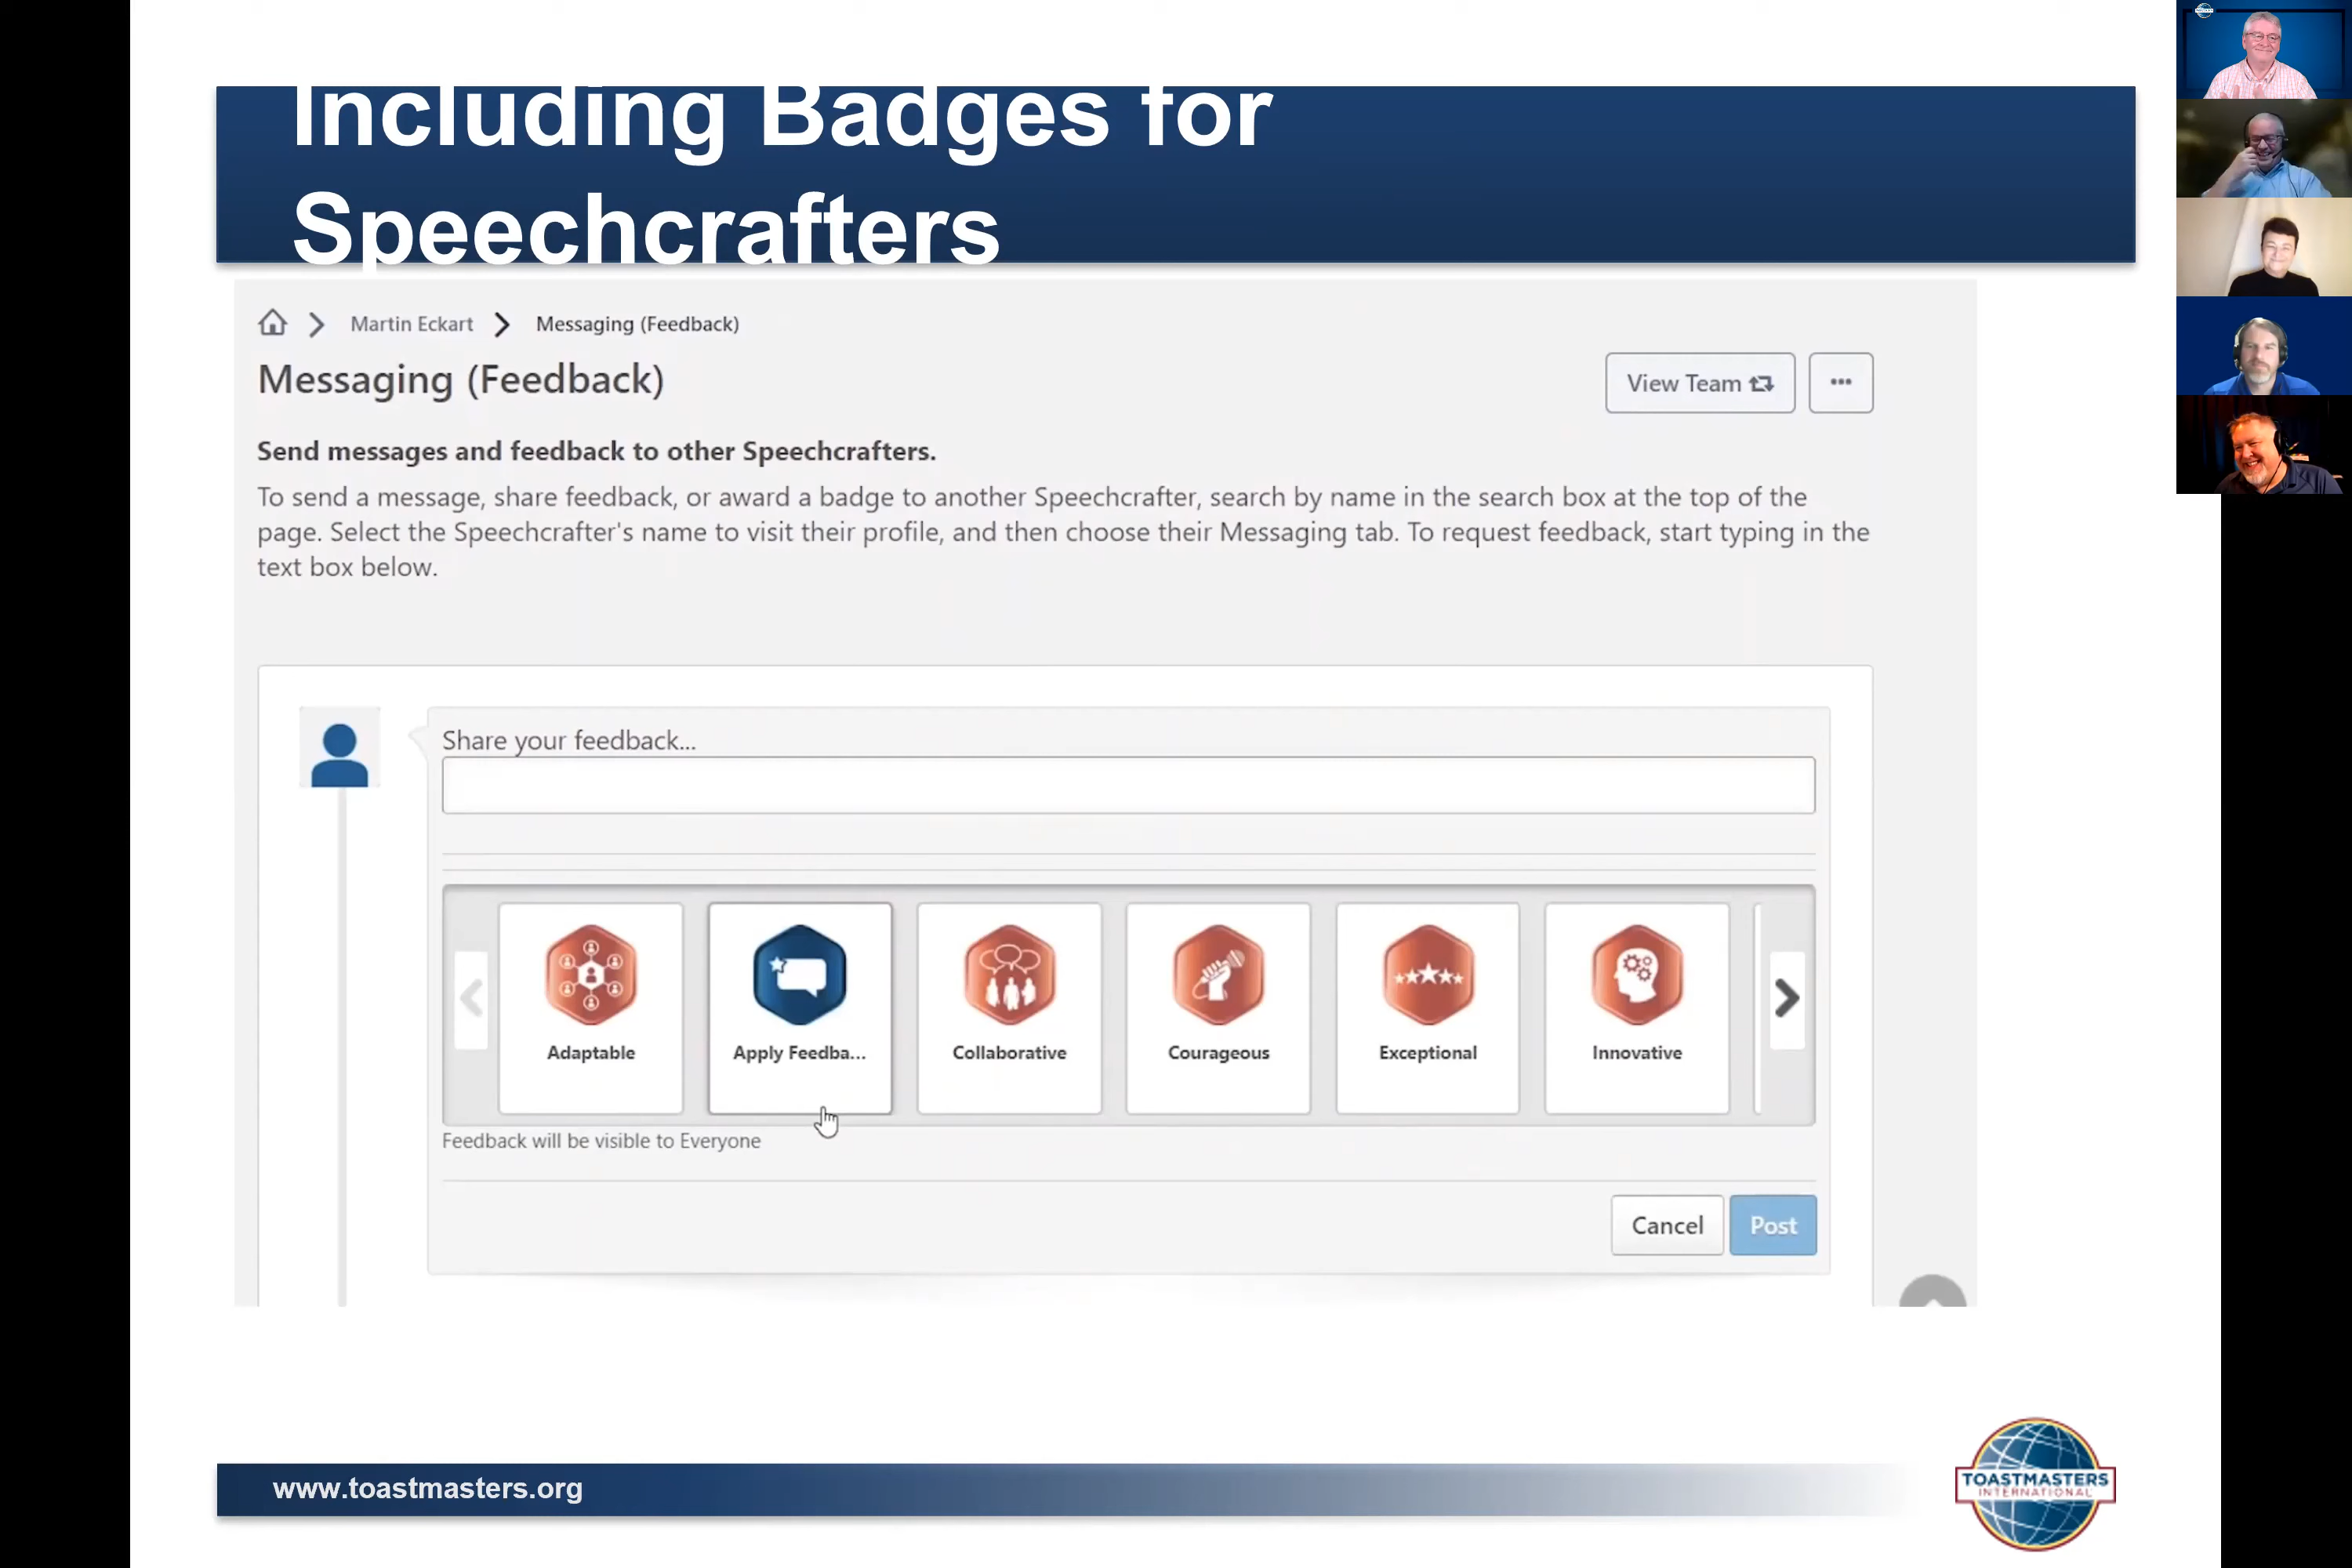 Including Badges for
Speechcrafters
Martin Eckart
Messaging (Feedback)
Messaging (Feedback)
View Team
Send messages and feedback to other Speechcrafters.
To send a message, share feedback, or award a badge to another Speechcrafter, search by name in the search box at the top of the
page. Select the Speechcrafter's name to visit their profile, and then choose their Messaging tab. To request feedback, start typing in the
text box below.
Share your feedback...
Adaptable
Apply Feedba...
Collaborative
Courageous
Exceptional
Innovative
Feedback will be visible to Everyone
Cancel
Post
www.toastmasters.org
TOASTMASTERS
INTERNATIONAL